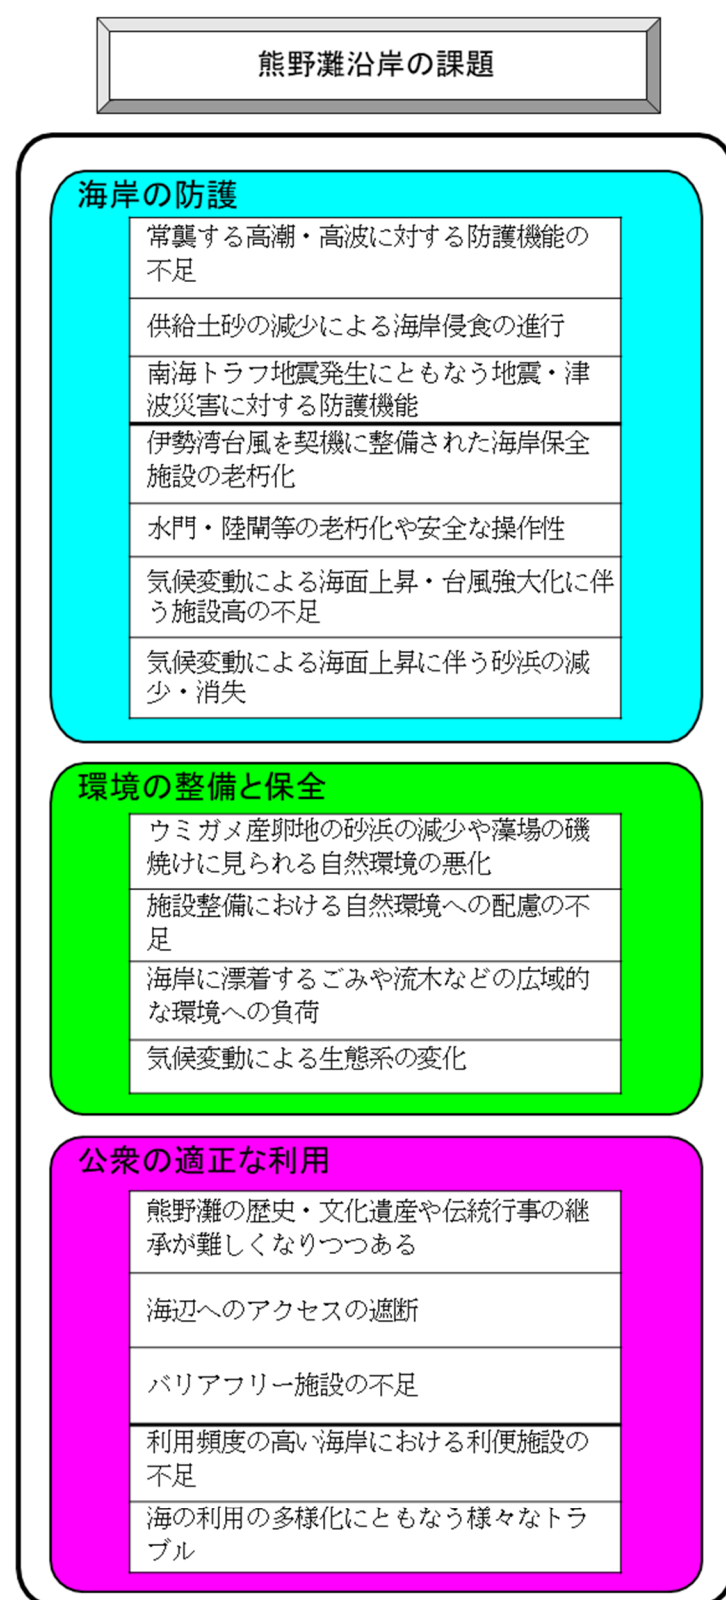 熊野灘沿岸の課題
海岸の防護
常襲する高潮・高波に対する防護機能の
不足
供給土砂の減少による海岸侵食の進行
南海トラフ地震発生にともなう地震・津
波災害に対する防護機能
伊勢湾台風を契機に整備された海岸保全
施設の老朽化
水門・陸閘等の老朽化や安全な操作性
気候変動による海面上昇・台風強大化に伴
う施設高の不足
気候変動による海面上昇に伴う砂浜の減
少・消失
環境の整備と保全
ウミガメ産卵地の砂浜の減少や藻場の磯
焼けに見られる自然環境の悪化
施設整備における自然環境への配慮の不
足
海岸に漂着するごみや流木などの広域的
な環境への負荷
気候変動による生態系の変化
公衆の適正な利用
熊野灘の歴史・文化遺産や伝統行事の継
承が難しくなりつつある
海辺へのアクセスの遮断
バリアフリー施設の不足
利用頻度の高い海岸における利便施設の
不足
海の利用の多様化にともなう様々なトラ
ブル